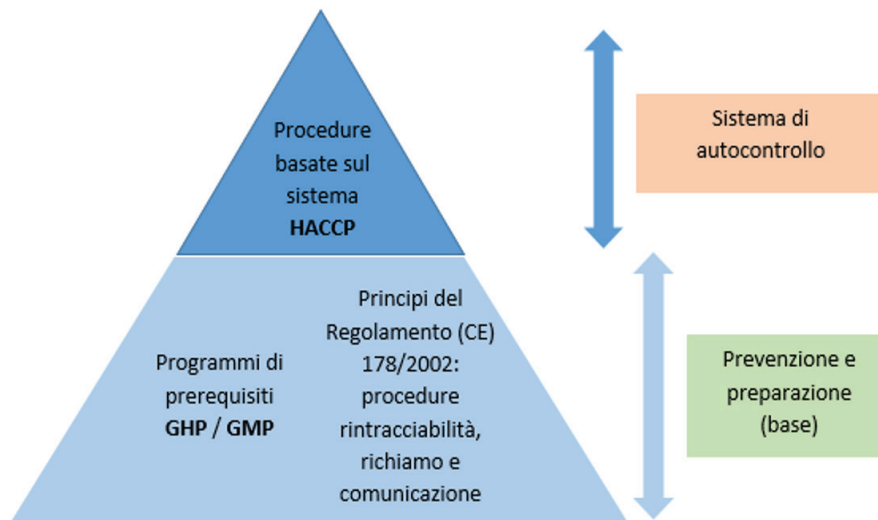 Procedure
basate sul
sistema
HACCP
Sistema di
autocontrollo
Programmi di
prerequisiti
GHP / GMP
Principi del
Regolamento (CE)
178/2002:
procedure
rintracciabilità,
richiamo e
comunicazione
Prevenzione e
preparazione
(base)